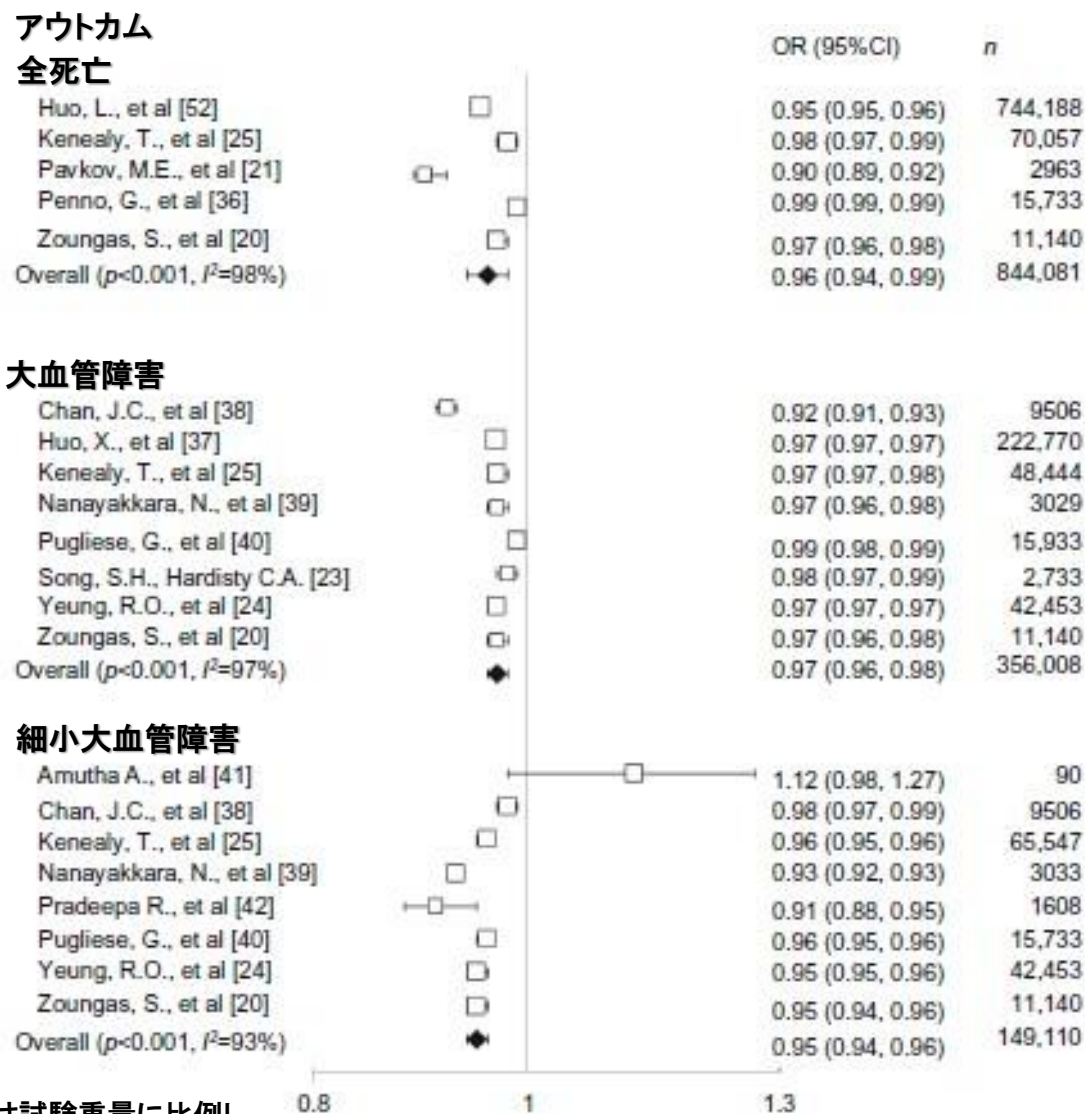 アウトカム
OR (95%CI) n
全死亡
Huo, L., et al [52] 0.95 (0.95, 0.96) 744,188
Kenealy, T., et al [25] 0.98 (0.97, 0.99) 70,057
Pavkov, M.E., et al [21] 0.90 (0.89, 0.92) 2963
Penno, G., et al [36] 0.99 (0.99, 0.99) 15,733
Zoungas, S., et al [20] 0.97 (0.96, 0.98) 11,140
Overall (p<0.001, I²=98%) 0.96 (0.94, 0.99) 844,081
大血管障害
Chan, J.C., et al [38] 0.92 (0.91, 0.93) 9506
Huo, X., et al [37] 0.97 (0.97, 0.97) 222,770
Kenealy, T., et al [25] 0.97 (0.97, 0.98) 48,444
Nanayakkara, N., et al [39] 0.97 (0.96, 0.98) 3029
Pugliese, G., et al [40] 0.99 (0.98, 0.99) 15,933
Song, S.H., Hardisty C.A. [23] 0.98 (0.97, 0.99) 2,733
Yeung, R.O., et al [24] 0.97 (0.97, 0.97) 42,453
Zoungas, S., et al [20] 0.97 (0.96, 0.98) 11,140
Overall (p<0.001, I²=97%) 0.97 (0.96, 0.98) 356,008
細小大血管障害
Amutha A., et al [41] 1.12 (0.98, 1.27) 90
Chan, J.C., et al [38] 0.98 (0.97, 0.99) 9506
Kenealy, T., et al [25] 0.96 (0.95, 0.96) 65,547
Nanayakkara, N., et al [39] 0.93 (0.92, 0.93) 3033
Pradeepa R., et al [42] 0.91 (0.88, 0.95) 1608
Pugliese, G., et al [40] 0.96 (0.95, 0.96) 15,733
Yeung, R.O., et al [24] 0.95 (0.95, 0.96) 42,453
Zoungas, S., et al [20] 0.95 (0.94, 0.96) 11,140
Overall (p<0.001, I²=93%) 0.95 (0.94, 0.96) 149,110
0.8 1 1.3
試験重量に比例